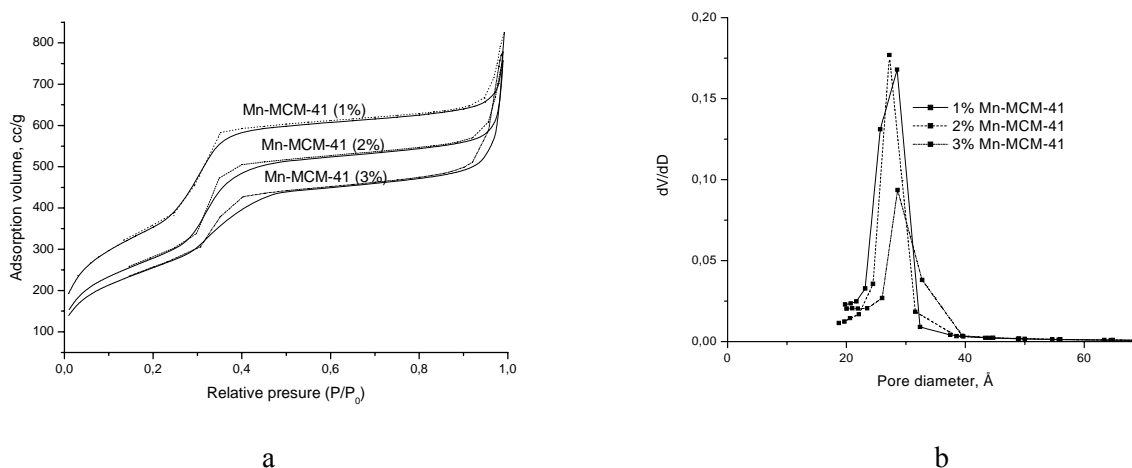 800
700
600
500
400
300
200
100
Adsorption volume, cc/g
Mn-MCM-41 (1%)
Mn-MCM-41 (2%)
Mn-MCM-41 (3%)
0,0 0,2 0,4 0,6 0,8 1,0
Relative presure (P/P0)
a
0,20
0,15
0,10
0,05
0,00
dV/dD
1% Mn-MCM-41
2% Mn-MCM-41
3% Mn-MCM-41
0 20 40 60
Pore diameter, Å
b